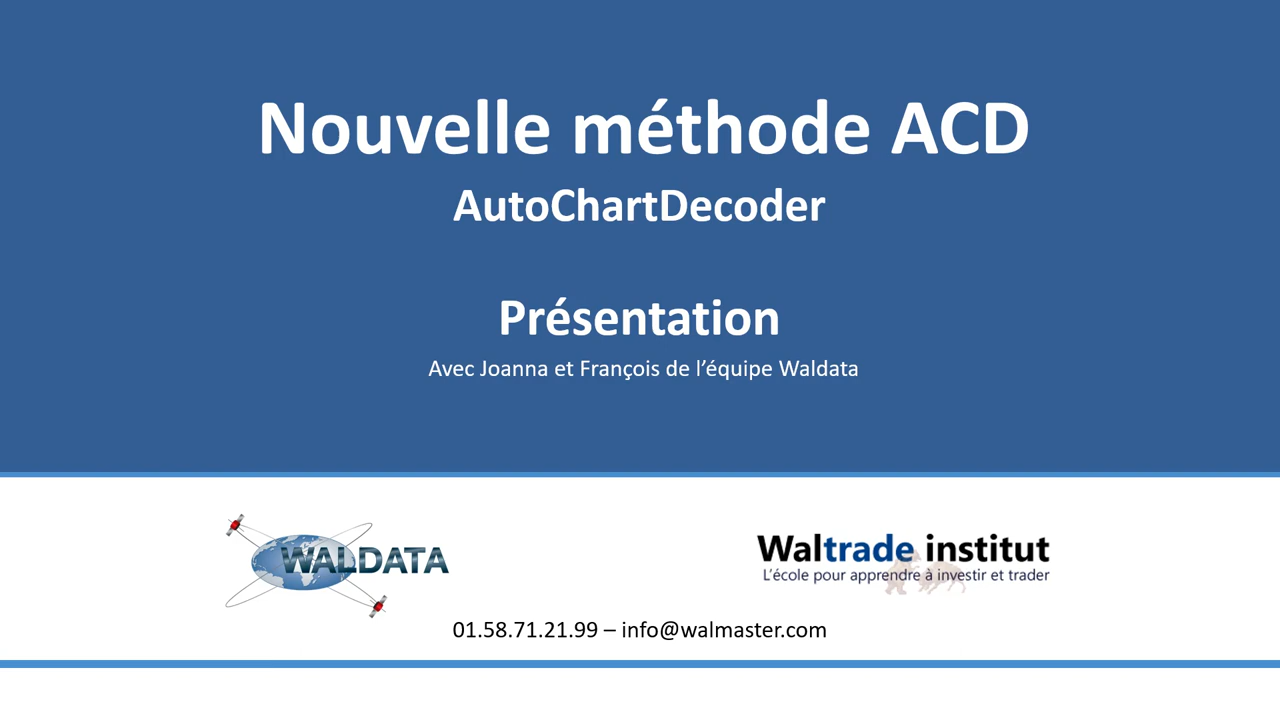 Nouvelle méthode ACD
AutoChartDecoder
Présentation
Avec Joanna et François de l’équipe Waldata
WALDATA
Waltrade institut
L’école pour apprendre à investir et trader
01.58.71.21.99 – info@walmaster.com